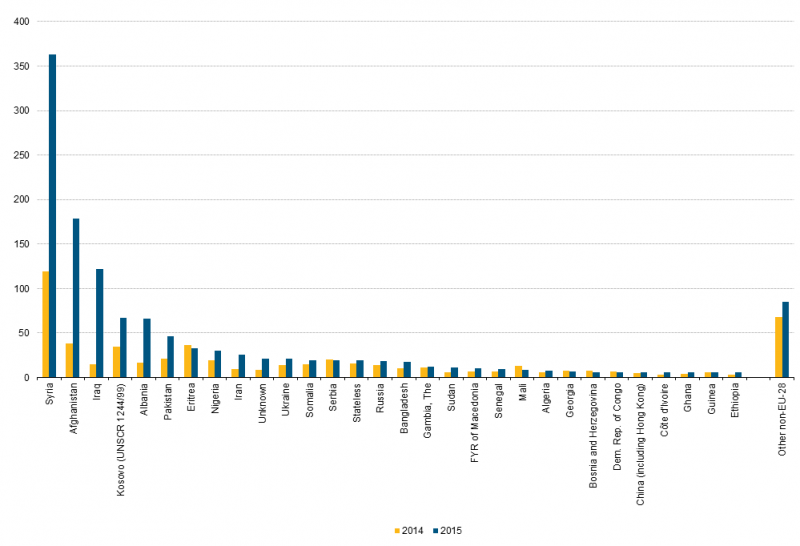 400
350
300
250
200
150
100
50
0
Syria
Afghanistan
Iraq
Kosovo (UNSCR 1244/99)
Albania
Pakistan
Eritrea
Nigeria
Iran
Unknown
Ukraine
Somalia
Serbia
Stateless
Russia
Bangladesh
Gambia, The
Sudan
FYR of Macedonia
Senegal
Mali
Algeria
Georgia
Bosnia and Herzegovina
Dem. Rep. of Congo
China (including Hong Kong)
Côte d'Ivoire
Ghana
Guinea
Ethiopia
Other non-EU-28
2014 2015